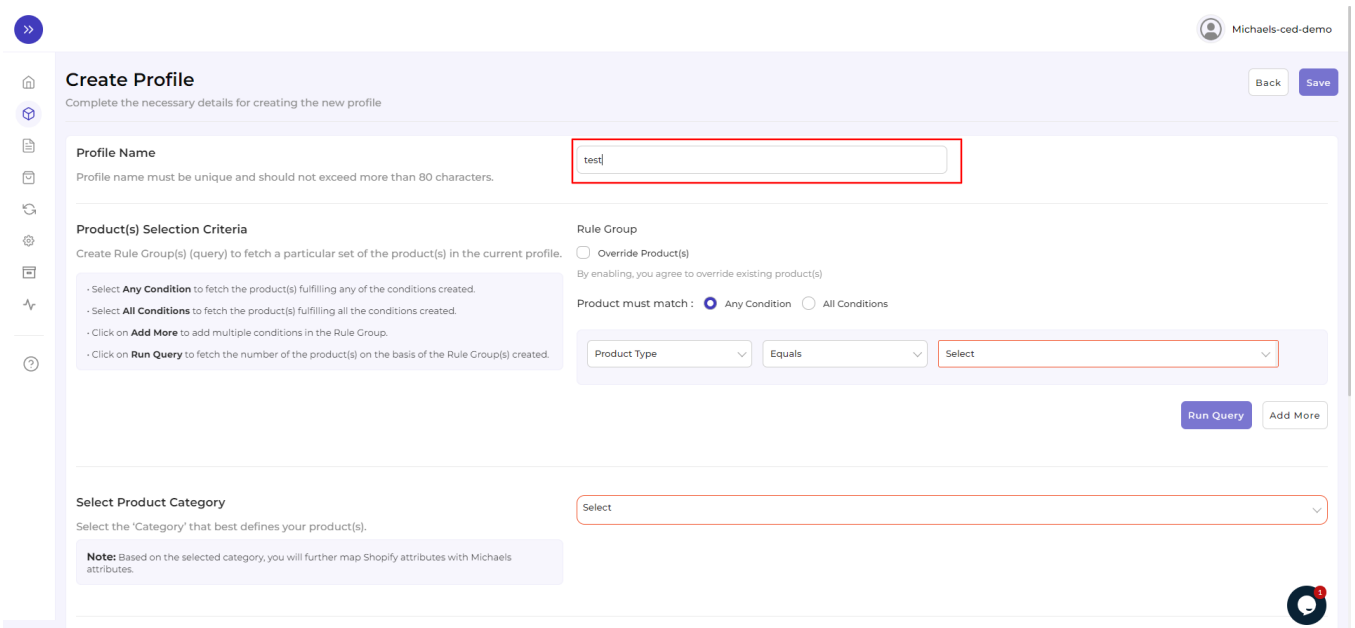 Michaels-ced-demo
Create Profile
Complete the necessary details for creating the new profile
Back
Save
Profile Name
Profile name must be unique and should not exceed more than 80 characters.
test
Product(s) Selection Criteria
Create Rule Group(s) (query) to fetch a particular set of the product(s) in the current profile.
• Select Any Condition to fetch the product(s) fulfilling any of the conditions created.
• Select All Conditions to fetch the product(s) fulfilling all the conditions created.
• Click on Add More to add multiple conditions in the Rule Group.
• Click on Run Query to fetch the number of the product(s) on the basis of the Rule Group(s) created.
Rule Group
Override Product(s)
By enabling, you agree to override existing product(s)
Product must match :
Any Condition
All Conditions
Product Type
Equals
Select
Run Query
Add More
Select Product Category
Select the ‘Category’ that best defines your product(s).
Note: Based on the selected category, you will further map Shopify attributes with Michaels
attributes.
Select
1